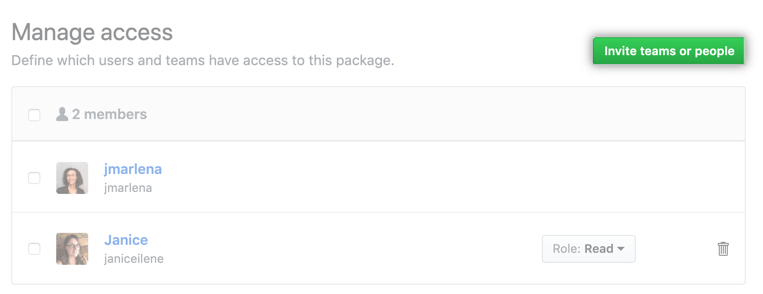 Manage access
Define which users and teams have access to this package.
Invite teams or people
2 members
jmarlena
jmarlena
Janice
janiceilene
Role: Read